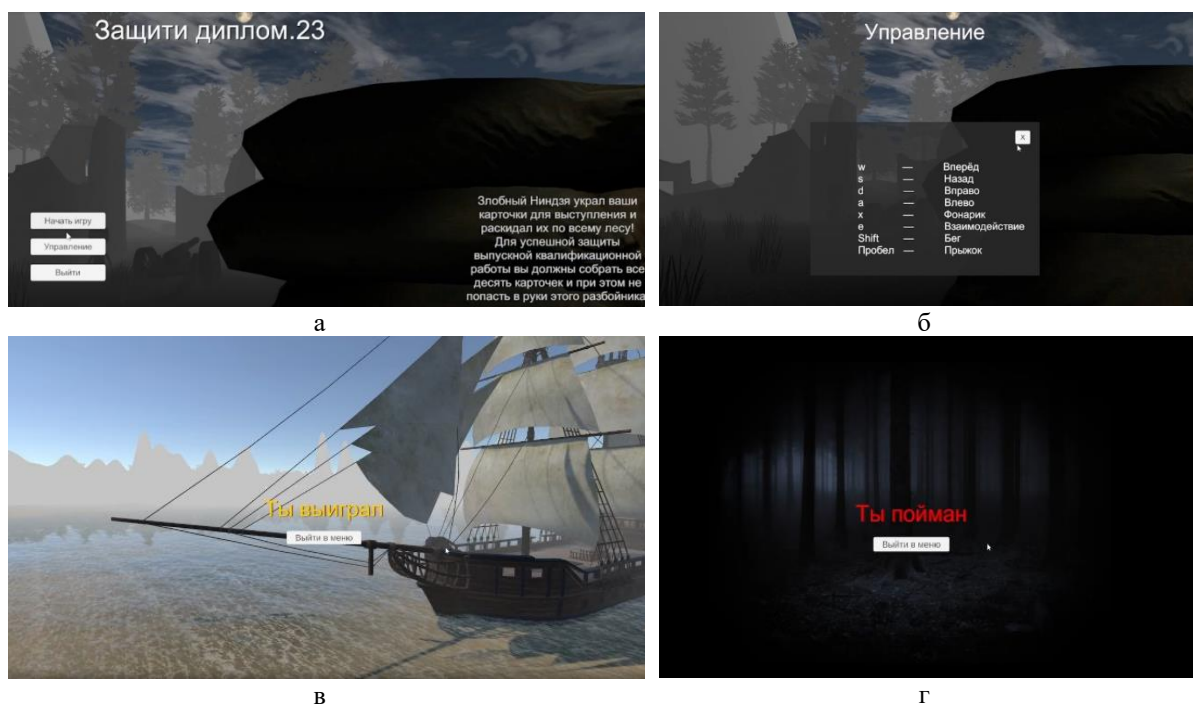 Защити диплом.23
Начать игру
Управление
Выйти
Злобный Ниндзя украл ваши
карточки для выступления и
раскидал их по всему лесу!
Для успешной защиты
выпускной квалификационной
работы вы должны собрать все
десять карточек и при этом не
попасть в руки этого разбойника
а
Управление
x
w — Вперёд
s — Назад
d — Вправо
a — Влево
x — Фонарик
e — Взаимодействие
Shift — Бег
Пробел — Прыжок
б
Ты выиграл
Выйти в меню
в
Ты пойман
Выйти в меню
г